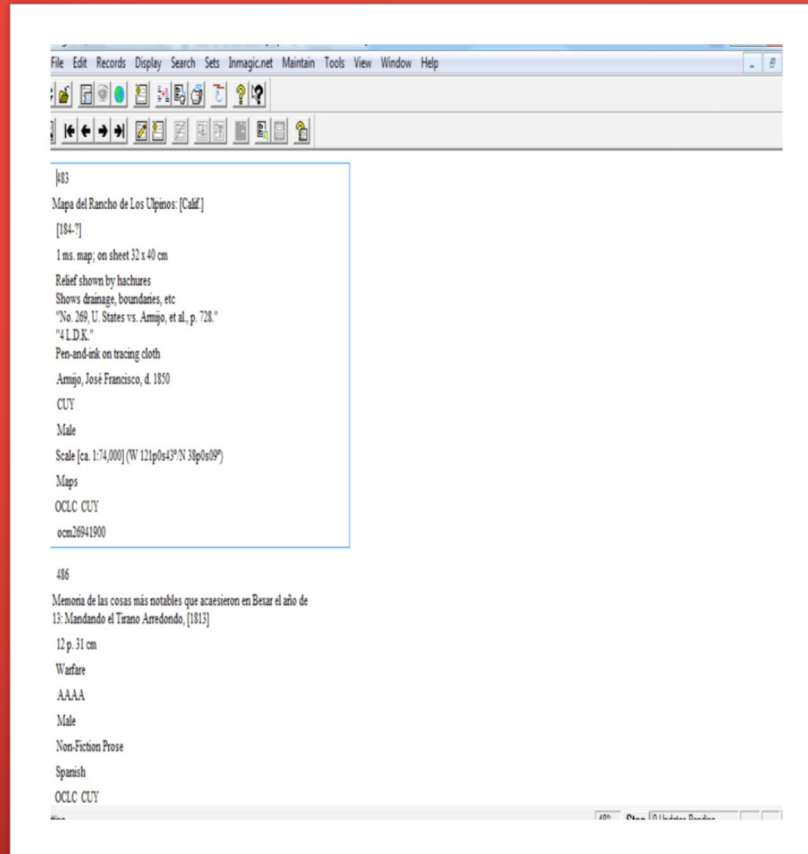 File Edit Records Display Search Sets Inmagic.net Maintain Tools View Window Help
483
Mapa del Rancho de Los Ulpinos: [Calif.]
[184-?]
1 ms. map; on sheet 32 x 40 cm
Relief shown by hachures
Shows drainage, boundaries, etc
"No. 269, U. States vs. Armijo, et al., p. 728."
"4 L.D.K."
Pen-and-ink on tracing cloth
Armijo, José Francisco, d. 1850
CUY
Male
Scale [ca. 1:74,000] (W 121p0s43º/N 38p0s09º)
Maps
OCLC CUY
ocm26941900
486
Memoria de las cosas más notables que acaesieron en Bexar el año de
13: Mandando el Tirano Arredondo, [1813]
12 p. 31 cm
Warfare
AAAA
Male
Non-Fiction Prose
Spanish
OCLC CUY